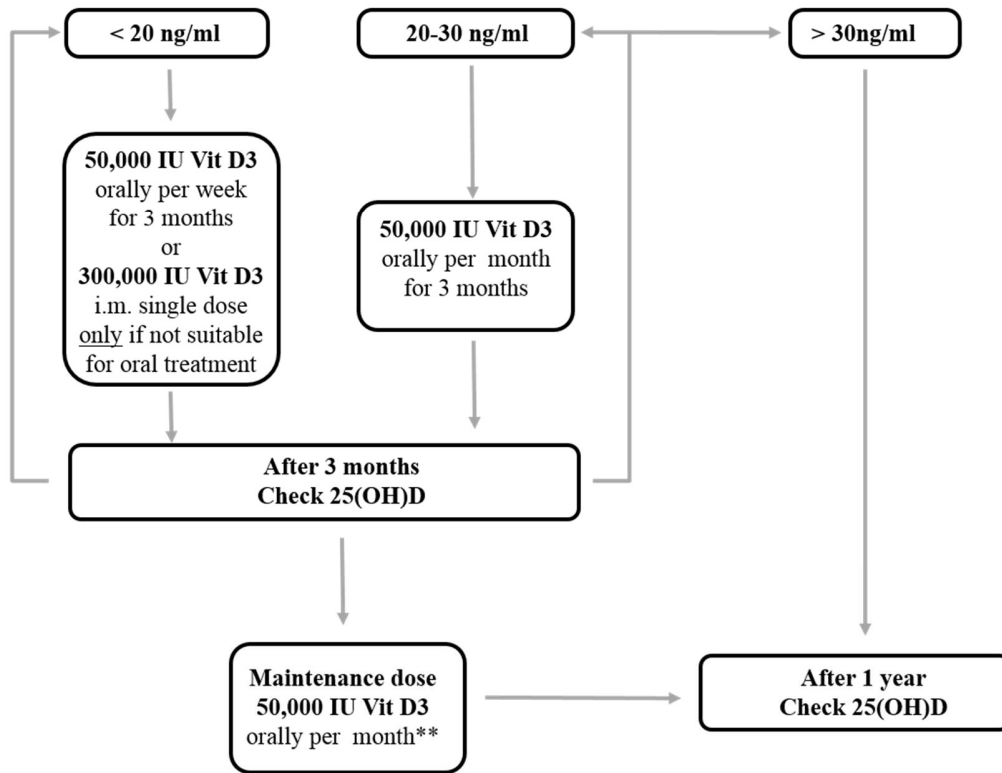 < 20 ng/ml
20-30 ng/ml
> 30ng/ml
50,000 IU Vit D3
orally per week
for 3 months
or
300,000 IU Vit D3
i.m. single dose
only if not suitable
for oral treatment
50,000 IU Vit D3
orally per month
for 3 months
After 3 months
Check 25(OH)D
Maintenance dose
50,000 IU Vit D3
orally per month**
After 1 year
Check 25(OH)D